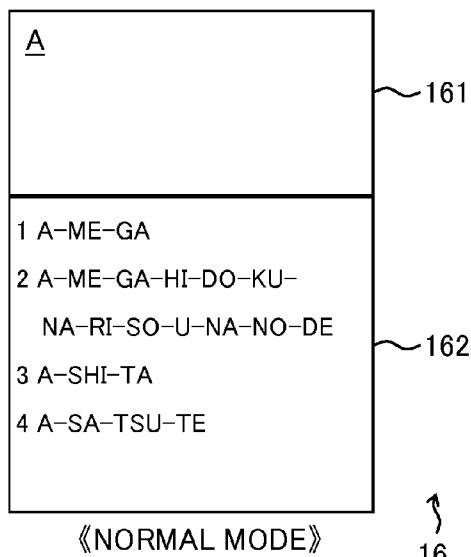 A
161
1 A-ME-GA
2 A-ME-GA-HI-DO-KU-
NA-RI-SO-U-NA-NO-DE
162
3 A-SHI-TA
4 A-SA-TSU-TE
《NORMAL MODE》
16